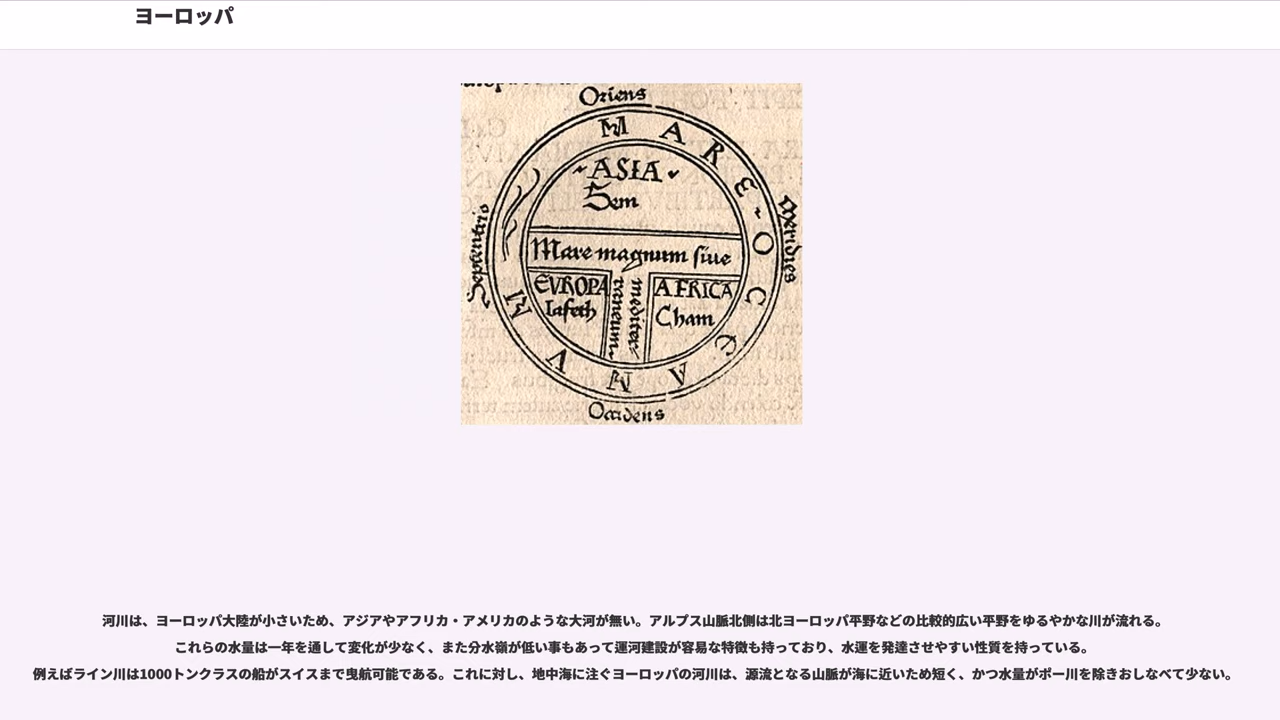 ヨーロッパ
Oriens
MARE OCCEANUM
Septentrio
Meridies
ASIA
Sem
Mare magnum siue
mediter
raneum
EVROPA
Iafeth
AFRICA
Cham
Occidens
河川は、ヨーロッパ大陸が小さいため、アジアやアフリカ・アメリカのような大河が無い。アルプス山脈北側は北ヨーロッパ平野などの比較的広い平野をゆるやかな川が流れる。
これらの水量は一年を通して変化が少なく、また分水嶺が低い事もあって運河建設が容易な特徴も持っており、水運を発達させやすい性質を持っている。
例えばライン川は1000トンクラスの船がスイスまで曳航可能である。これに対し、地中海に注ぐヨーロッパの河川は、源流となる山脈が海に近いため短く、かつ水量がポー川を除きおしなべて少ない。